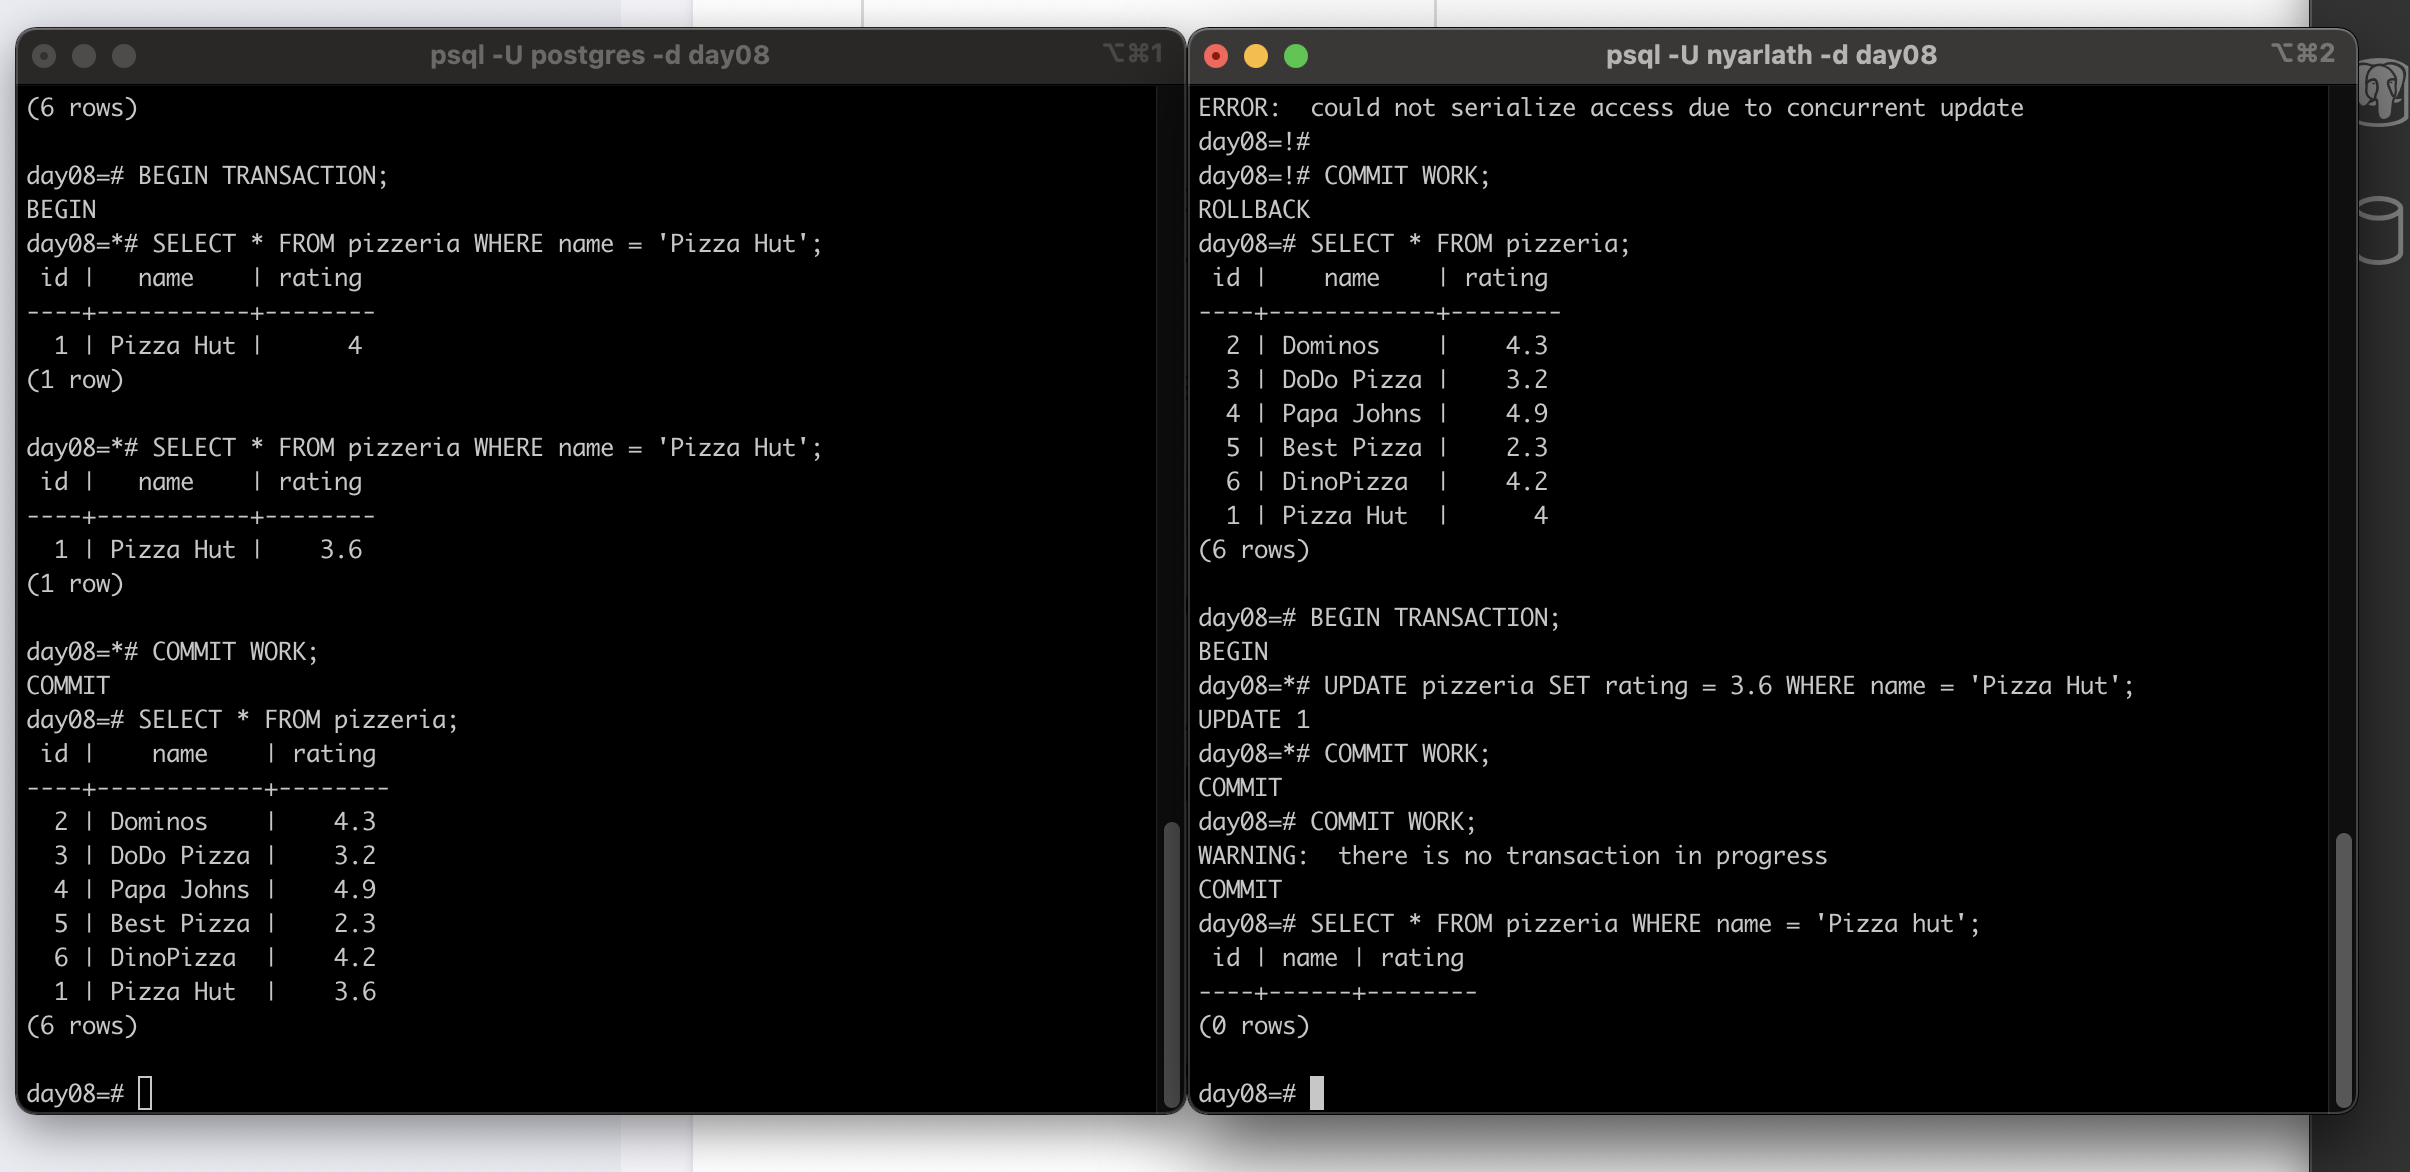 psql -U postgres -d day08
⌥⌘1
(6 rows)
day08=# BEGIN TRANSACTION;
BEGIN
day08=*# SELECT * FROM pizzeria WHERE name = 'Pizza Hut';
 id |   name    | rating
----+-----------+--------
  1 | Pizza Hut |      4
(1 row)
day08=*# SELECT * FROM pizzeria WHERE name = 'Pizza Hut';
 id |   name    | rating
----+-----------+--------
  1 | Pizza Hut |    3.6
(1 row)
day08=*# COMMIT WORK;
COMMIT
day08=# SELECT * FROM pizzeria;
 id |    name    | rating
----+------------+--------
  2 | Dominos    |    4.3
  3 | DoDo Pizza |    3.2
  4 | Papa Johns |    4.9
  5 | Best Pizza |    2.3
  6 | DinoPizza  |    4.2
  1 | Pizza Hut  |    3.6
(6 rows)
day08=#
psql -U nyarlath -d day08
⌥⌘2
ERROR:  could not serialize access due to concurrent update
day08=!#
day08=!# COMMIT WORK;
ROLLBACK
day08=# SELECT * FROM pizzeria;
 id |    name    | rating
----+------------+--------
  2 | Dominos    |    4.3
  3 | DoDo Pizza |    3.2
  4 | Papa Johns |    4.9
  5 | Best Pizza |    2.3
  6 | DinoPizza  |    4.2
  1 | Pizza Hut  |      4
(6 rows)
day08=# BEGIN TRANSACTION;
BEGIN
day08=*# UPDATE pizzeria SET rating = 3.6 WHERE name = 'Pizza Hut';
UPDATE 1
day08=*# COMMIT WORK;
COMMIT
day08=# COMMIT WORK;
WARNING:  there is no transaction in progress
COMMIT
day08=# SELECT * FROM pizzeria WHERE name = 'Pizza hut';
 id | name | rating
----+------+--------
(0 rows)
day08=#